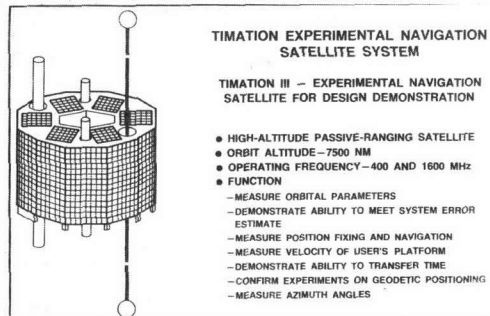 TIMATION EXPERIMENTAL NAVIGATION
SATELLITE SYSTEM
TIMATION III – EXPERIMENTAL NAVIGATION
SATELLITE FOR DESIGN DEMONSTRATION
● HIGH-ALTITUDE PASSIVE-RANGING SATELLITE
● ORBIT ALTITUDE–7500 NM
● OPERATING FREQUENCY–400 AND 1600 MHz
● FUNCTION
–MEASURE ORBITAL PARAMETERS
–DEMONSTRATE ABILITY TO MEET SYSTEM ERROR
ESTIMATE
–MEASURE POSITION FIXING AND NAVIGATION
–MEASURE VELOCITY OF USER'S PLATFORM
–DEMONSTRATE ABILITY TO TRANSFER TIME
–CONFIRM EXPERIMENTS ON GEODETIC POSITIONING
–MEASURE AZIMUTH ANGLES